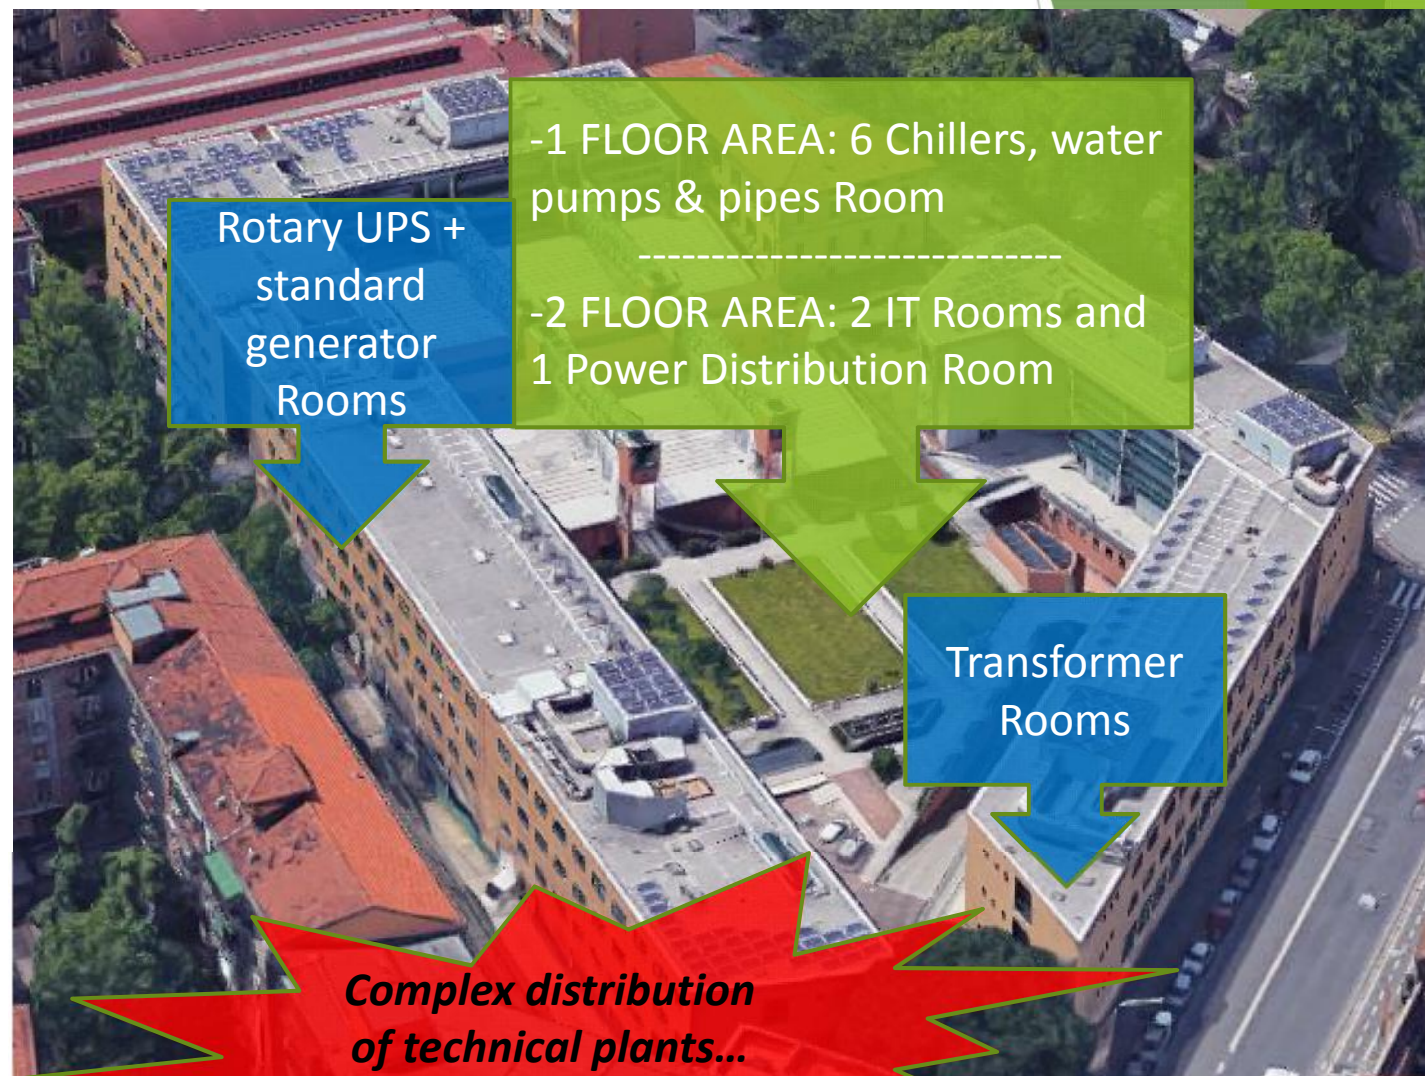 -1 FLOOR AREA: 6 Chillers, water
pumps & pipes Room
-----------------------------
-2 FLOOR AREA: 2 IT Rooms and
1 Power Distribution Room
Rotary UPS +
standard
generator
Rooms
Transformer
Rooms
Complex distribution
of technical plants...